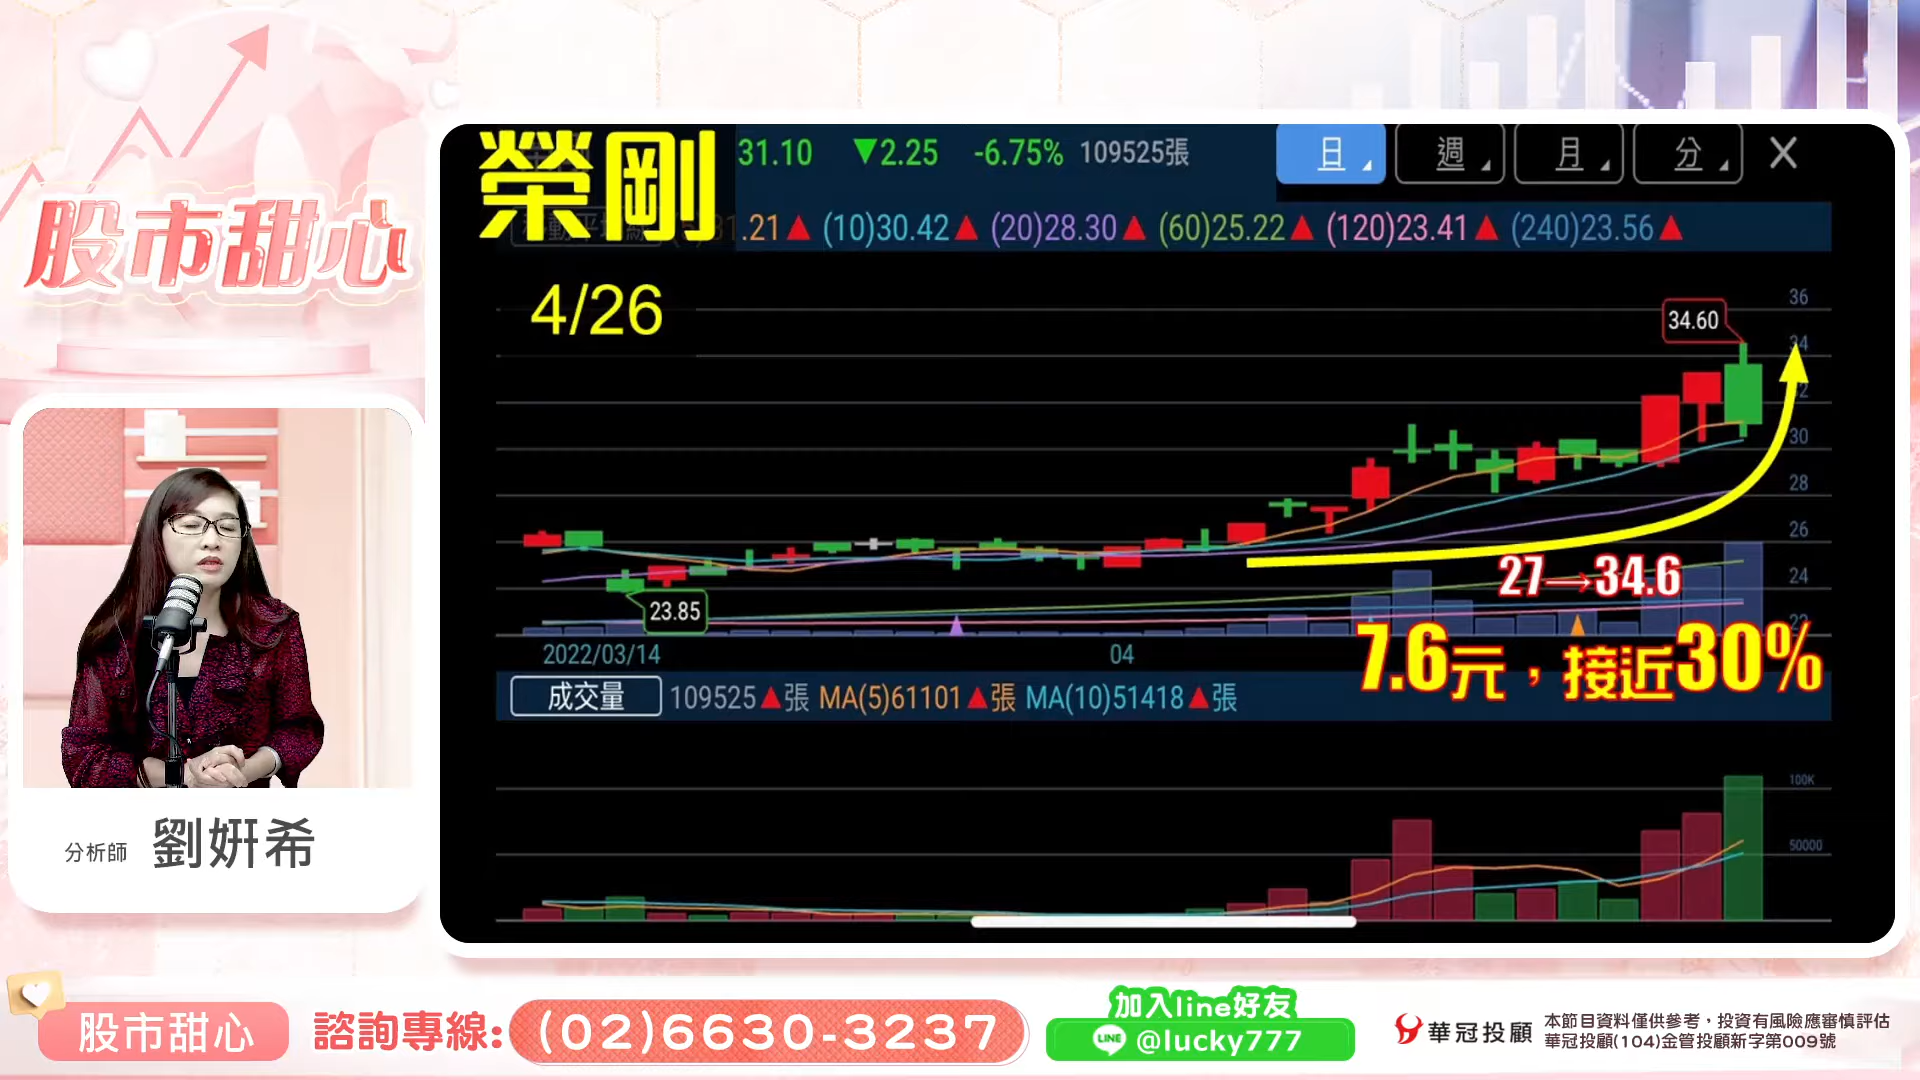 股市甜心
分析師 劉妍希
榮剛
31.10 ▼2.25 -6.75% 109525張
日 週 月 分 X
.21▲ (10)30.42▲ (20)28.30▲ (60)25.22▲ (120)23.41▲ (240)23.56▲
4/26
36
34.60
34
32
30
28
26
27→34.6
24
23.85
22
7.6元，接近30%
2022/03/14 04
成交量 109525▲張 MA(5)61101▲張 MA(10)51418▲張
100K
50000
股市甜心 諮詢專線: (02)6630-3237
加入line好友
LINE @lucky777
華冠投顧
本節目資料僅供參考，投資有風險應審慎評估
華冠投顧(104)金管投顧新字第009號